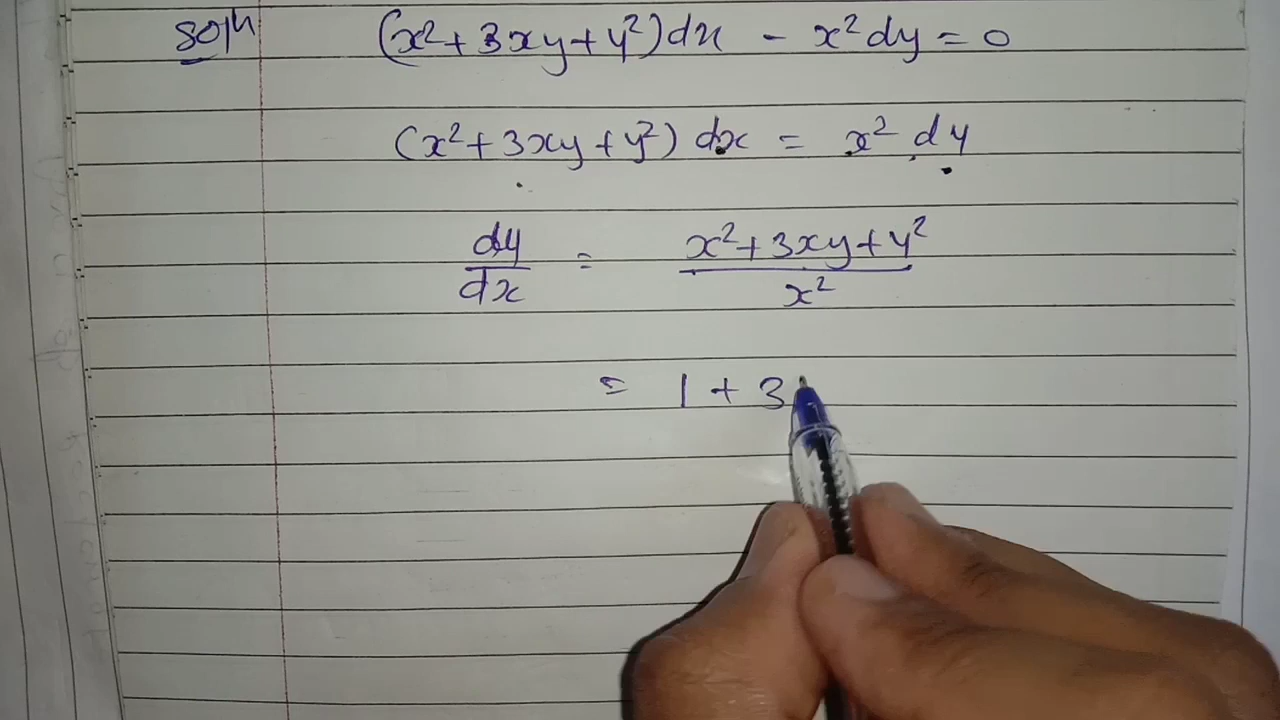 soln (x²+3xy+y²)dx - x²dy = 0
(x²+3xy+y²) dx = x² dy
dy/dx = x²+3xy+y²/x²
= 1 + 3